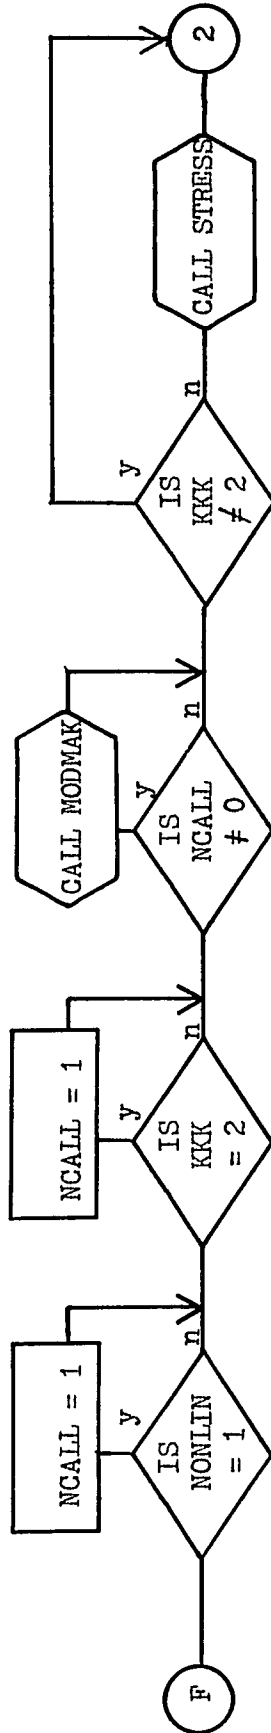 F
IS
NONLIN
= 1
y
n
NCALL = 1
IS
KKK
= 2
y
n
NCALL = 1
IS
NCALL
≠ 0
y
n
CALL MODMAK
IS
KKK
≠ 2
y
n
CALL STRESS
2